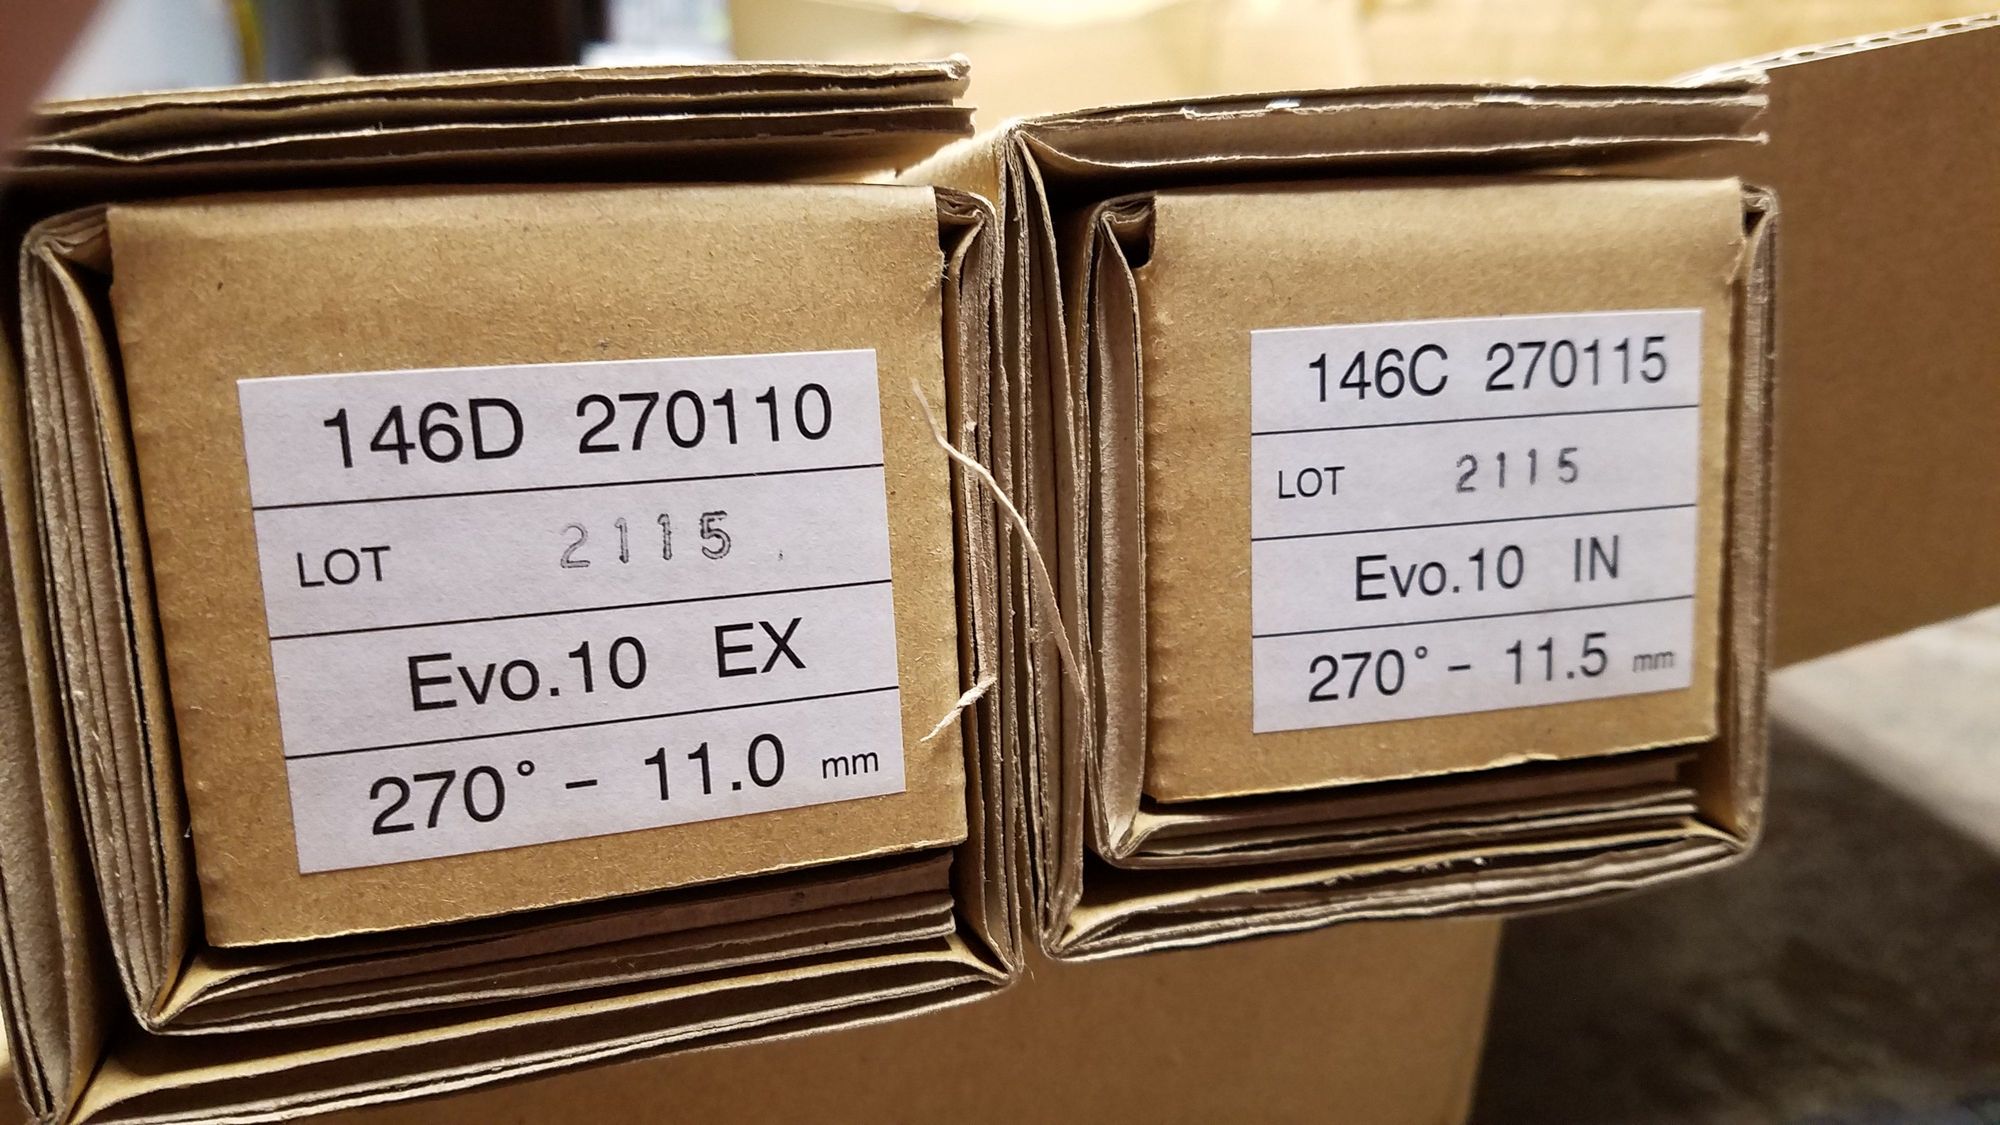 146D 270110
LOT 2115
Evo.10 EX
270° - 11.0 mm
146C 270115
LOT 2115
Evo.10 IN
270° - 11.5 mm